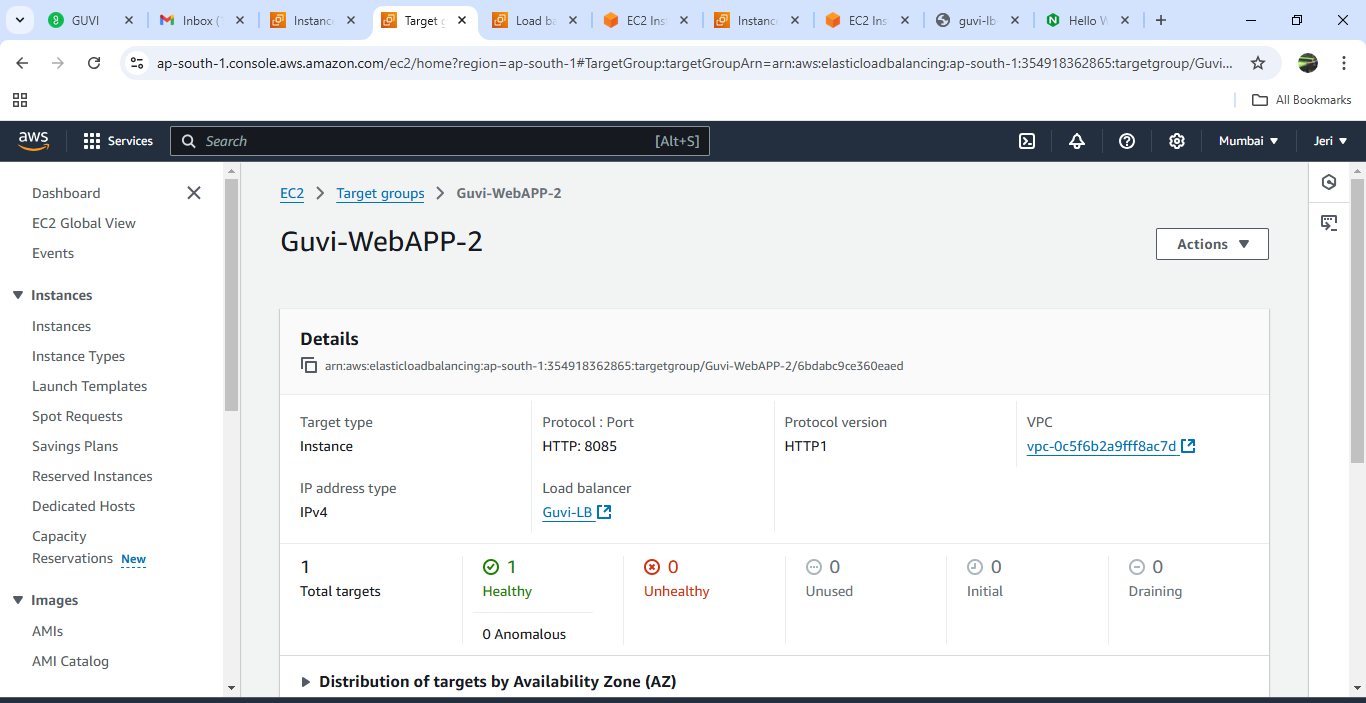 GUVI
Inbox (
Instanc
Target g
Load ba
EC2 Ins
Instanc
EC2 Ins
guvi-lb
Hello W
ap-south-1.console.aws.amazon.com/ec2/home?region=ap-south-1#TargetGroup:targetGroupArn=arn:aws:elasticloadbalancing:ap-south-1:354918362865:targetgroup/Guvi...
All Bookmarks
aws
Services
Search
[Alt+S]
Mumbai
Jeri
Dashboard
EC2 Global View
Events
Instances
Instances
Instance Types
Launch Templates
Spot Requests
Savings Plans
Reserved Instances
Dedicated Hosts
Capacity
Reservations New
Images
AMIs
AMI Catalog
EC2 > Target groups > Guvi-WebAPP-2
Guvi-WebAPP-2
Actions
Details
arn:aws:elasticloadbalancing:ap-south-1:354918362865:targetgroup/Guvi-WebAPP-2/6bdabc9ce360eaed
Target type
Instance
Protocol : Port
HTTP: 8085
Protocol version
HTTP1
VPC
vpc-0c5f6b2a9fff8ac7d
IP address type
IPv4
Load balancer
Guvi-LB
1
Total targets
1
Healthy
0 Anomalous
0
Unhealthy
0
Unused
0
Initial
0
Draining
Distribution of targets by Availability Zone (AZ)